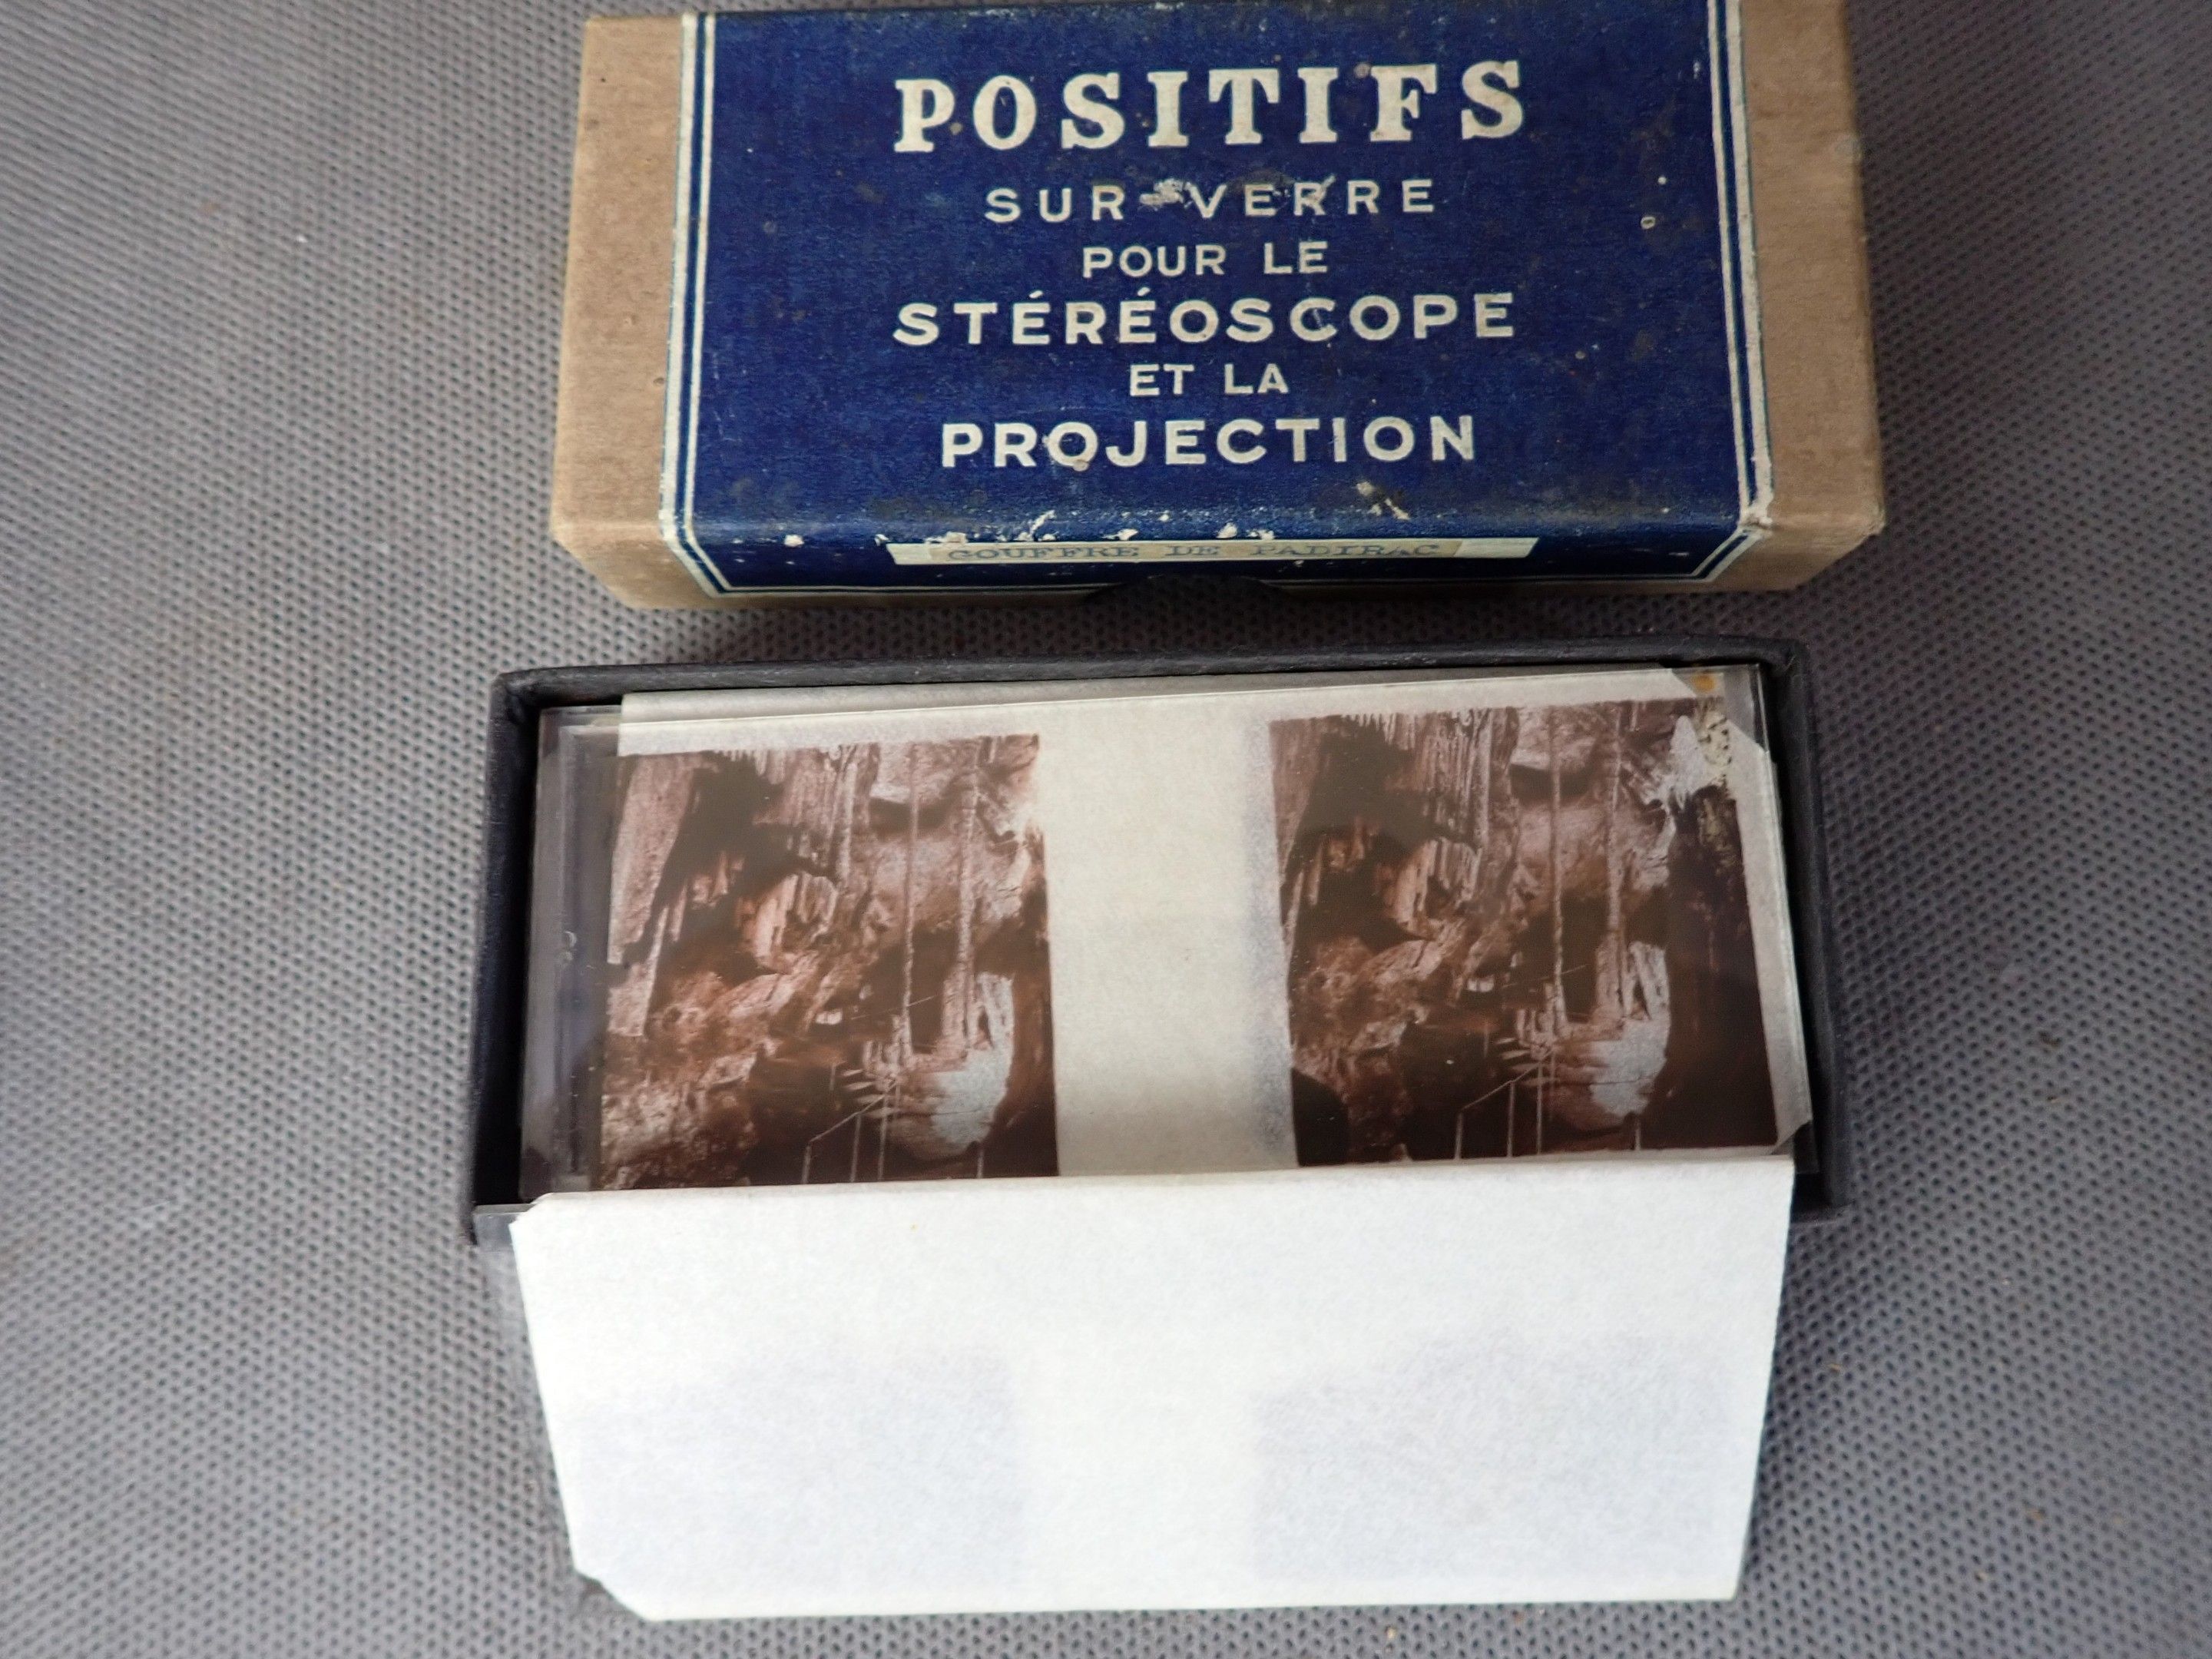 POSITIFS
SUR VERRE
POUR LE
STÉRÉOSCOPE
ET LA
PROJECTION
GOUFFRE DE PADIRAC